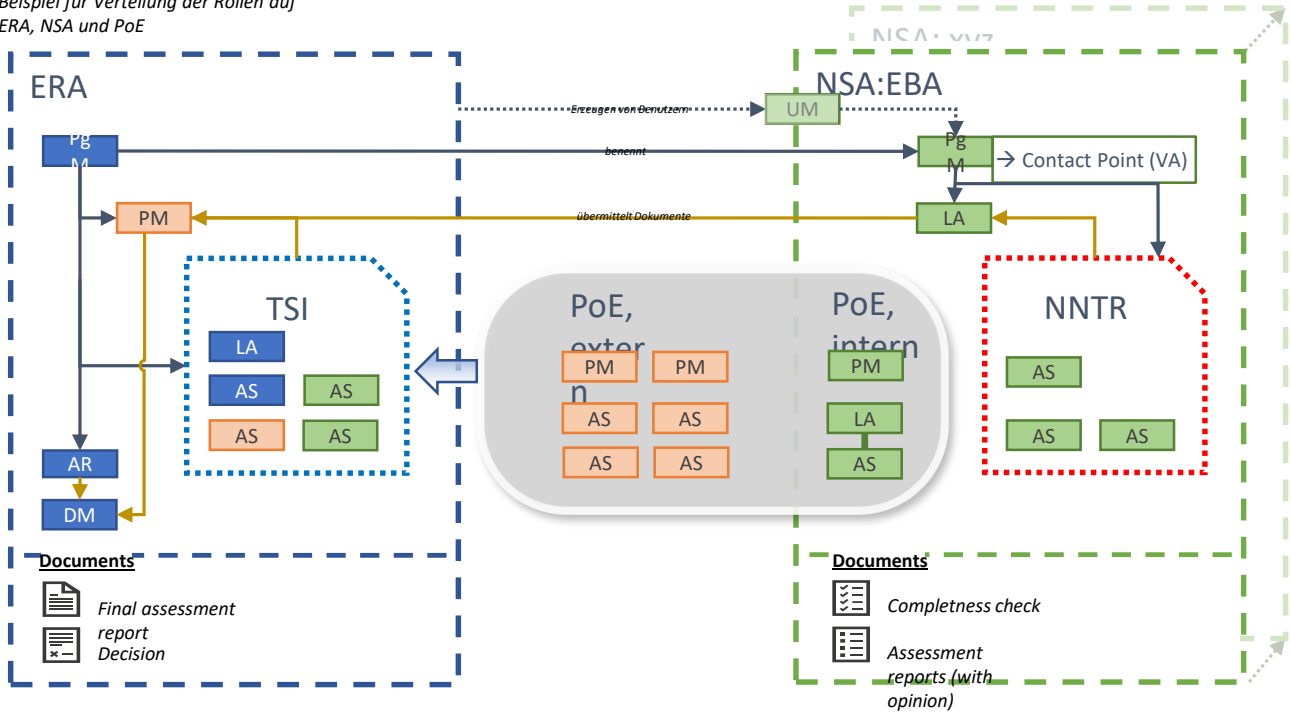 Beispiel für Verteilung der Rollen auf
ERA, NSA und PoE
NSA: xyz
ERA
NSA:EBA
Erzeugen von Benutzern
UM
Pg
M
benennt
Pg
M
→ Contact Point (VA)
PM
übermittelt Dokumente
LA
TSI
LA
AS
AS
AS
AS
PoE,
extern
PM
PM
AS
AS
AS
AS
PoE,
intern
PM
LA
AS
NNTR
AS
AS
AS
AR
DM
Documents
Final assessment
report
Decision
Documents
Completness check
Assessment
reports (with
opinion)